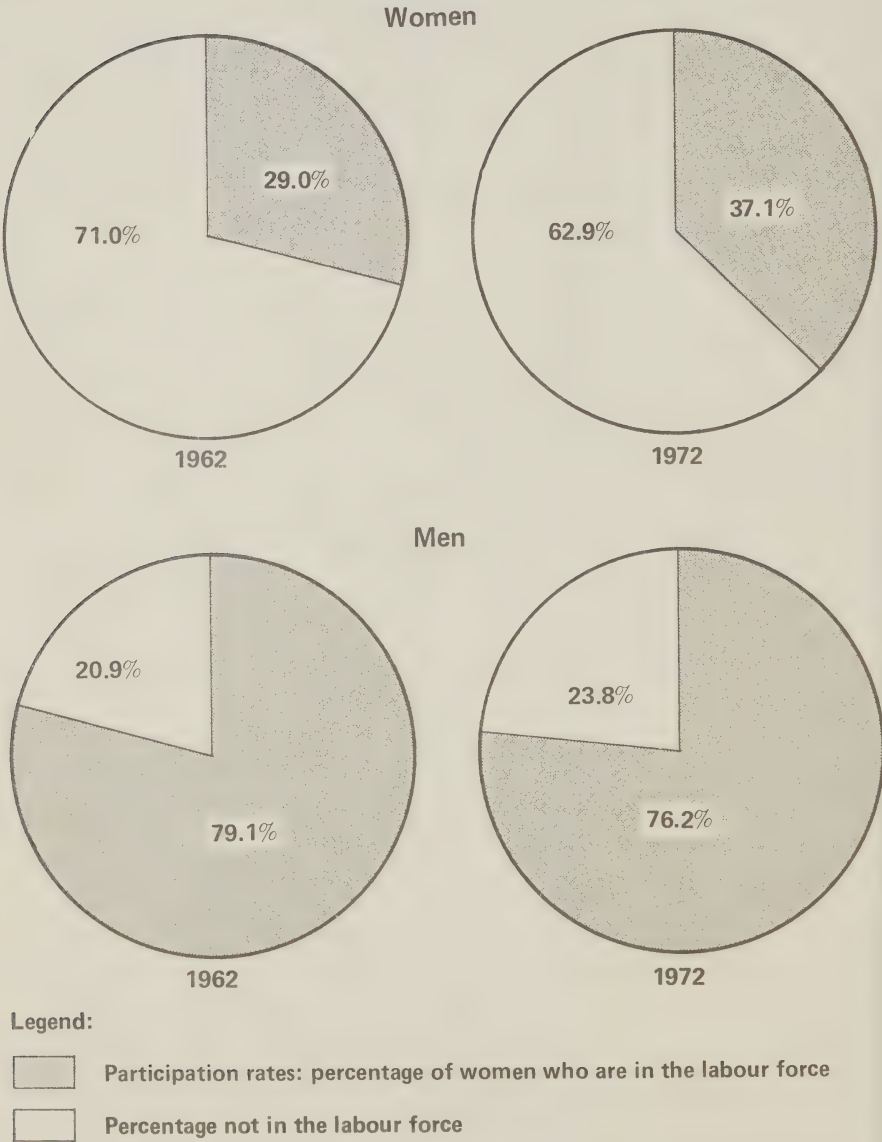 Women
29.0%
71.0%
37.1%
62.9%
1962
1972
Men
20.9%
79.1%
23.8%
76.2%
1962
1972
Legend:
Participation rates: percentage of women who are in the labour force
Percentage not in the labour force